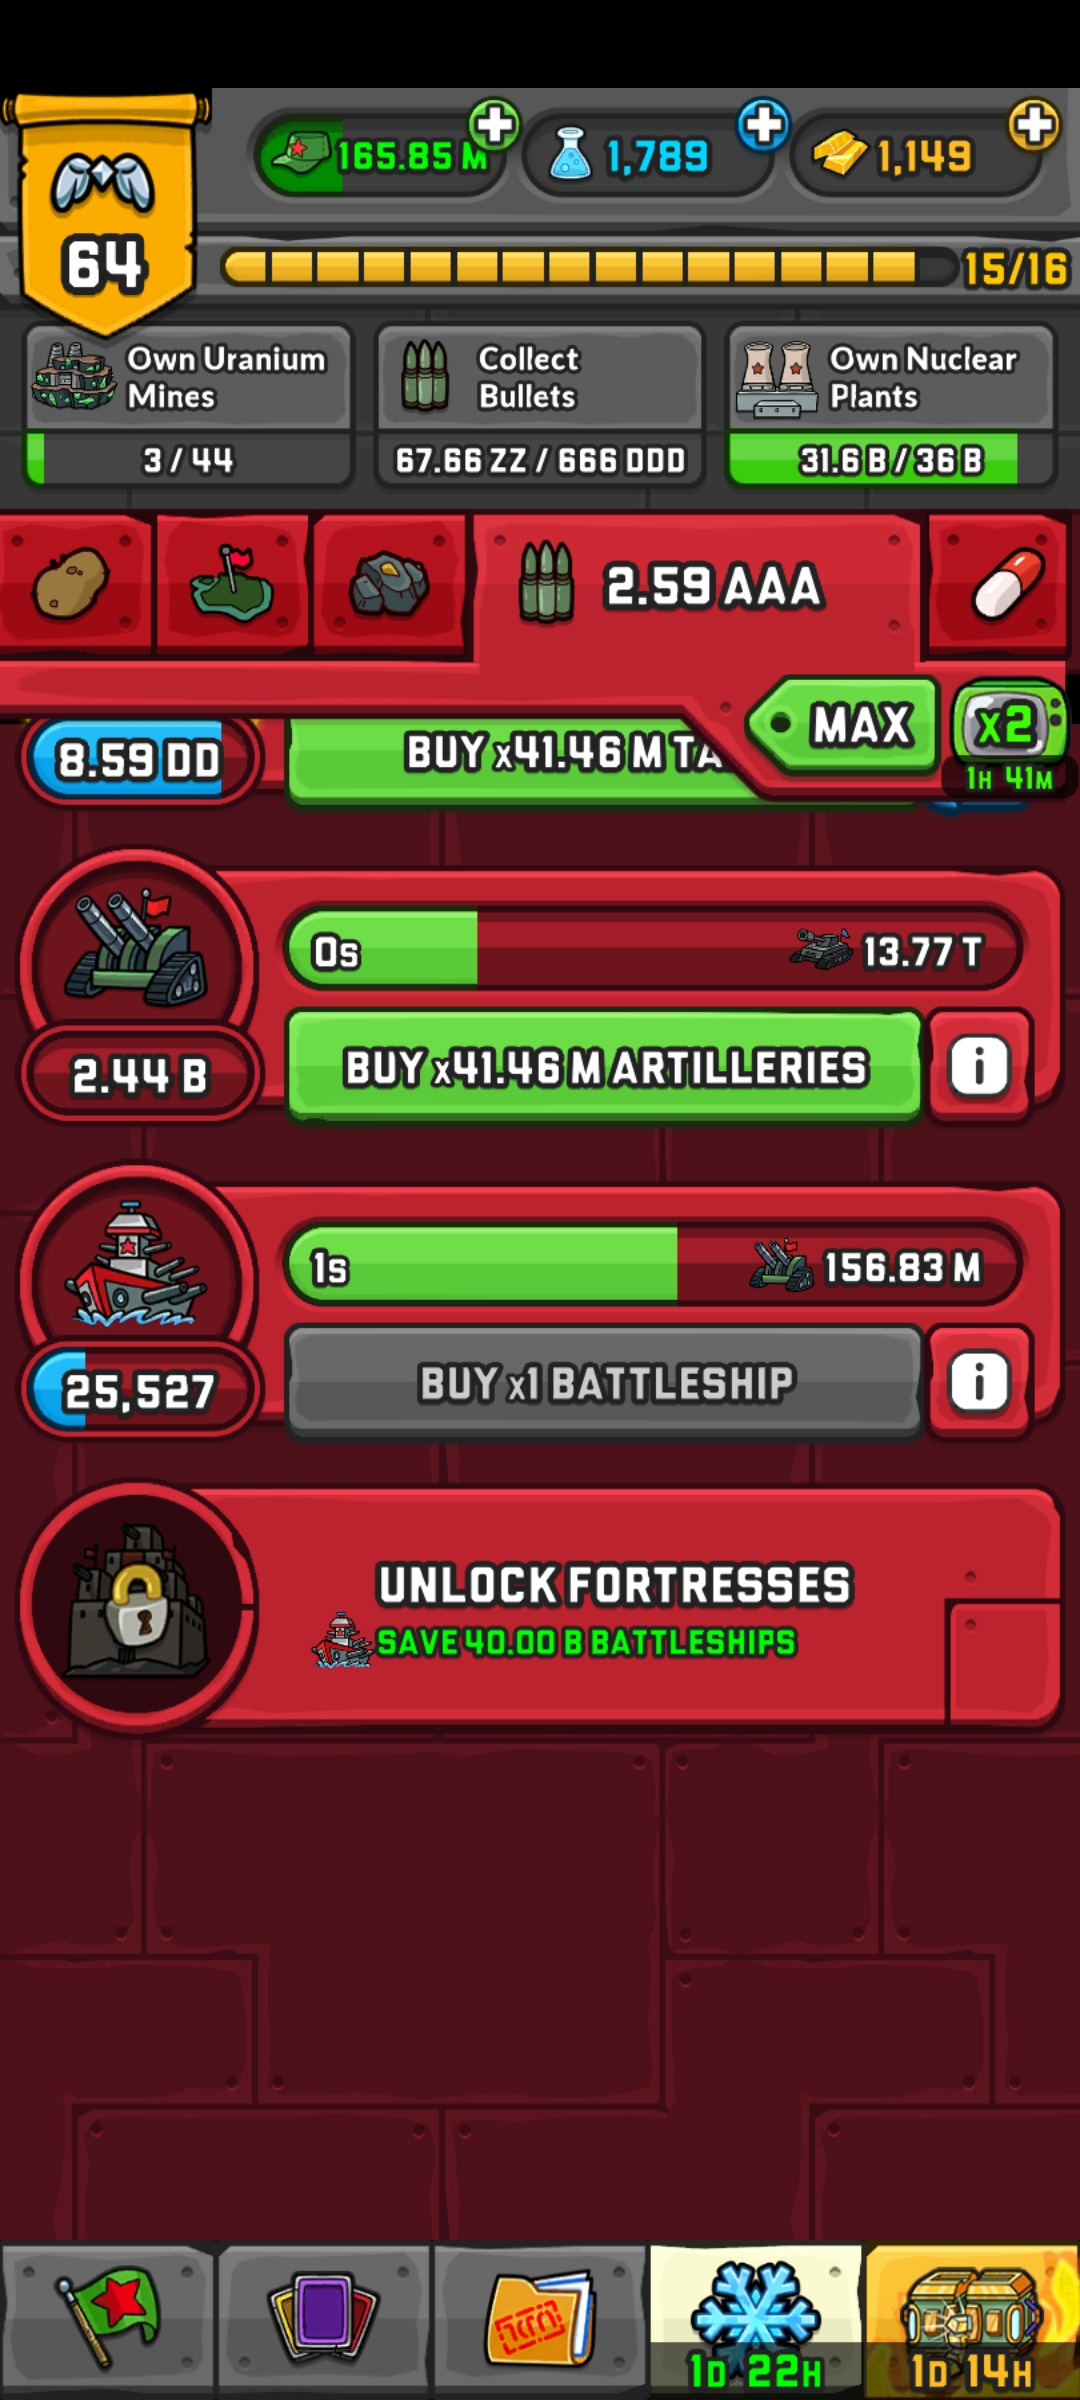 165.85 M
1,789
1,149
64
15/16
Own Uranium
Mines
3 / 44
Collect
Bullets
67.66 ZZ / 666 DDD
Own Nuclear
Plants
31.6 B / 36 B
2.59 AAA
MAX
x2
1H 41M
8.59 DD
BUY x41.46 M TA
0s
13.77 T
2.44 B
BUY x41.46 M ARTILLERIES
i
1s
156.83 M
25,527
BUY x1 BATTLESHIP
i
UNLOCK FORTRESSES
SAVE 40.00 B BATTLESHIPS
1D 22H
1D 14H